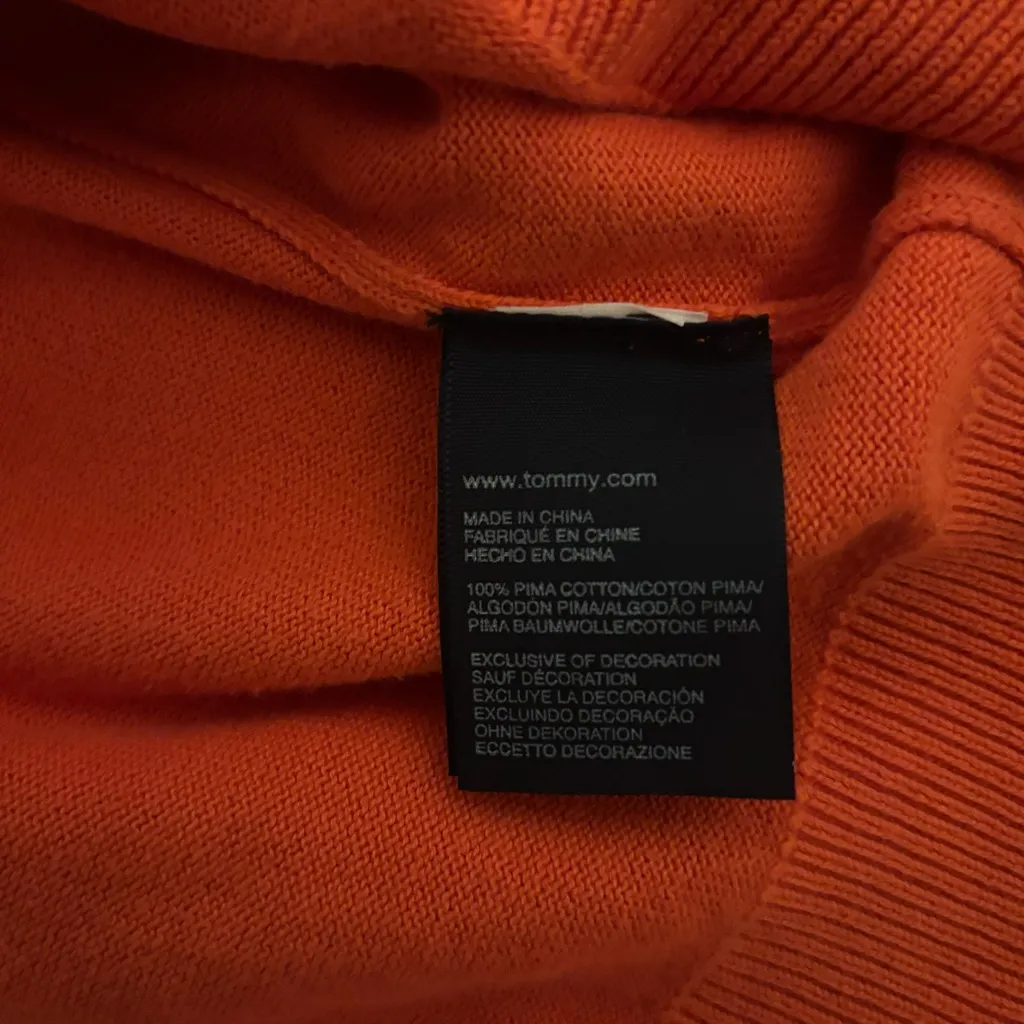 www.tommy.com
MADE IN CHINA
FABRIQUÉ EN CHINE
HECHO EN CHINA
100% PIMA COTTON/COTON PIMA/
ALGODON PIMA/ALGODÃO PIMA/
PIMA BAUMWOLLE/COTONE PIMA
EXCLUSIVE OF DECORATION
SAUF DÉCORATION
EXCLUYE LA DECORACIÓN
EXCLUINDO DECORAÇÃO
OHNE DEKORATION
ECCETTO DECORAZIONE